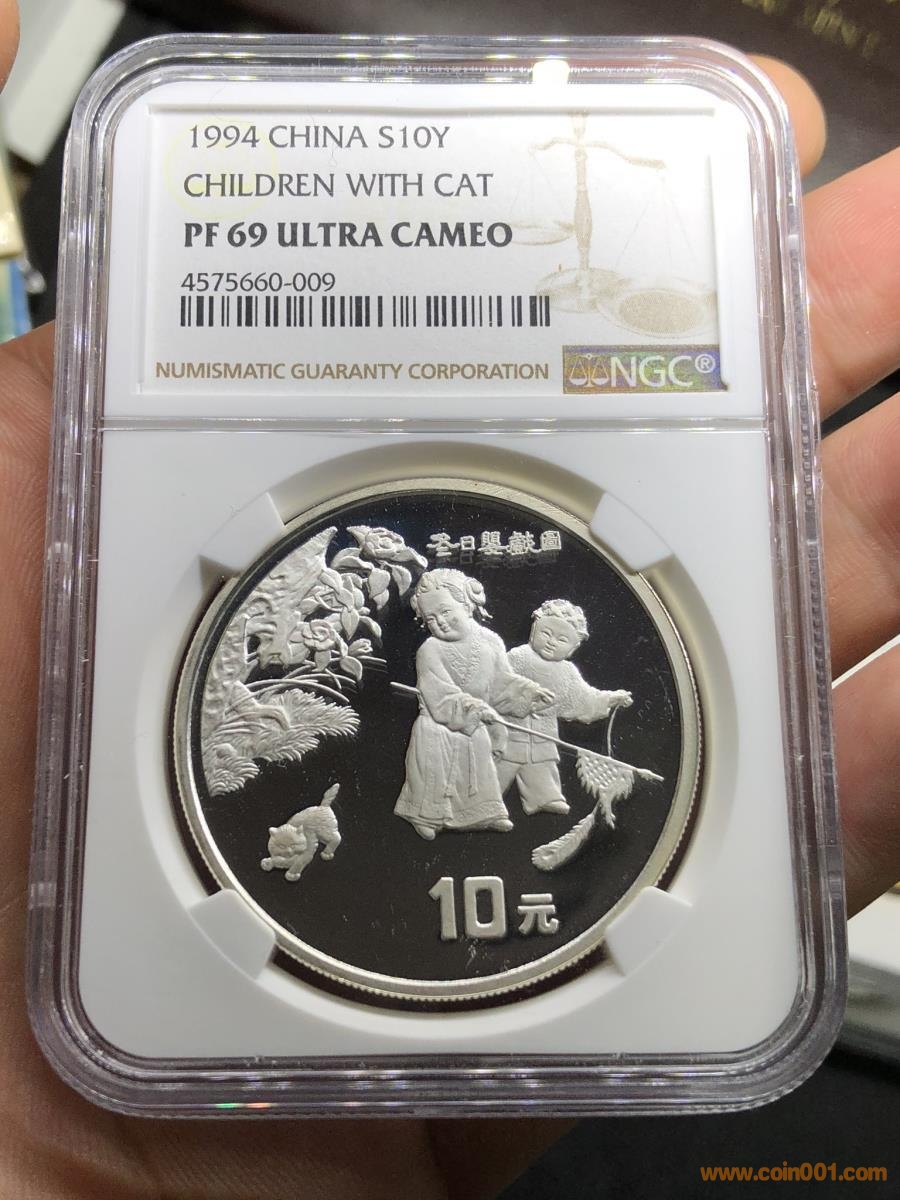 1994 CHINA S10Y
CHILDREN WITH CAT
PF 69 ULTRA CAMEO
4575660-009
NUMISMATIC GUARANTY CORPORATION
NGC®
冬日嬰戲圖
10元
www.coin001.com